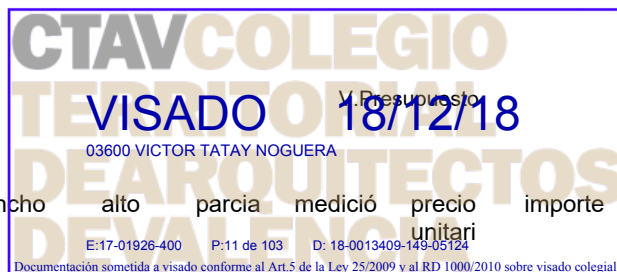 CTAVCOLEGIO
TERRITORIAL
V.Presupuesto
VISADO 18/12/18
03600 VICTOR TATAY NOGUERA
DEARQUITECTOS
ncho alto parcia medició precio importe
unitari
DEVALENCIA
E:17-01926-400 P:11 de 103 D: 18-0013409-149-05124
Documentación sometida a visado conforme al Art.5 de la Ley 25/2009 y al RD 1000/2010 sobre visado colegial